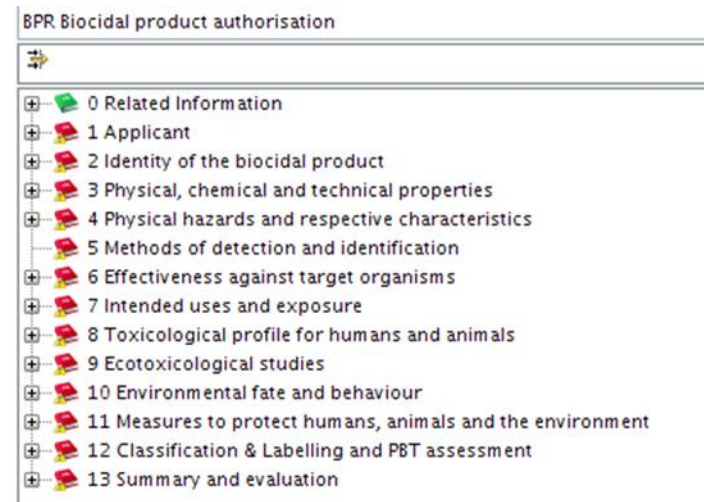 BPR Biocidal product authorisation
0 Related Information
1 Applicant
2 Identity of the biocidal product
3 Physical, chemical and technical properties
4 Physical hazards and respective characteristics
5 Methods of detection and identification
6 Effectiveness against target organisms
7 Intended uses and exposure
8 Toxicological profile for humans and animals
9 Ecotoxicological studies
10 Environmental fate and behaviour
11 Measures to protect humans, animals and the environment
12 Classification & Labelling and PBT assessment
13 Summary and evaluation